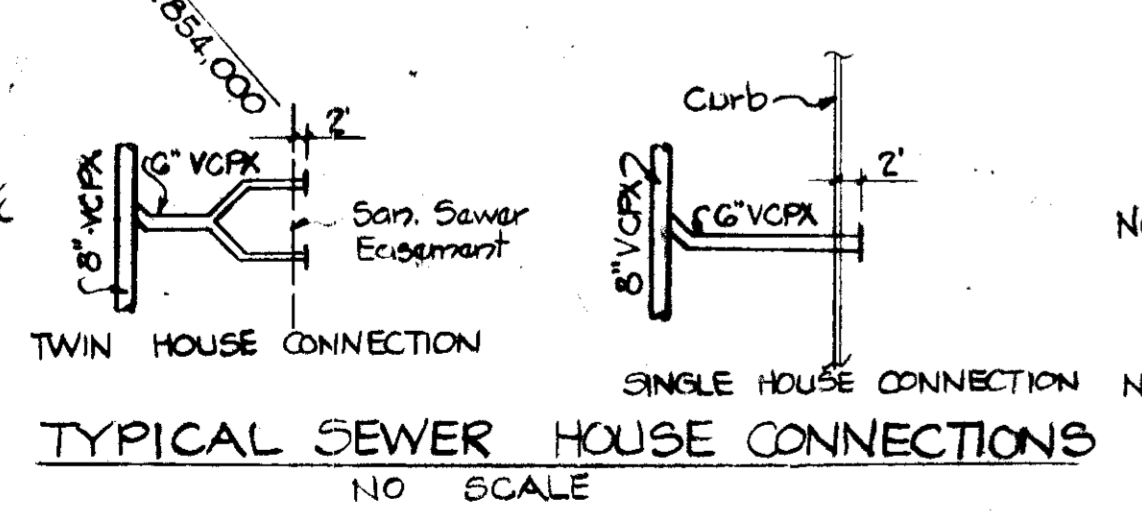 854,000
2'
6" VCPX
8" VCPX
San. Sewer
Easement
TWIN HOUSE CONNECTION
Curb
2'
8" VCPX
6" VCPX
SINGLE HOUSE CONNECTION
TYPICAL SEWER HOUSE CONNECTIONS
NO SCALE